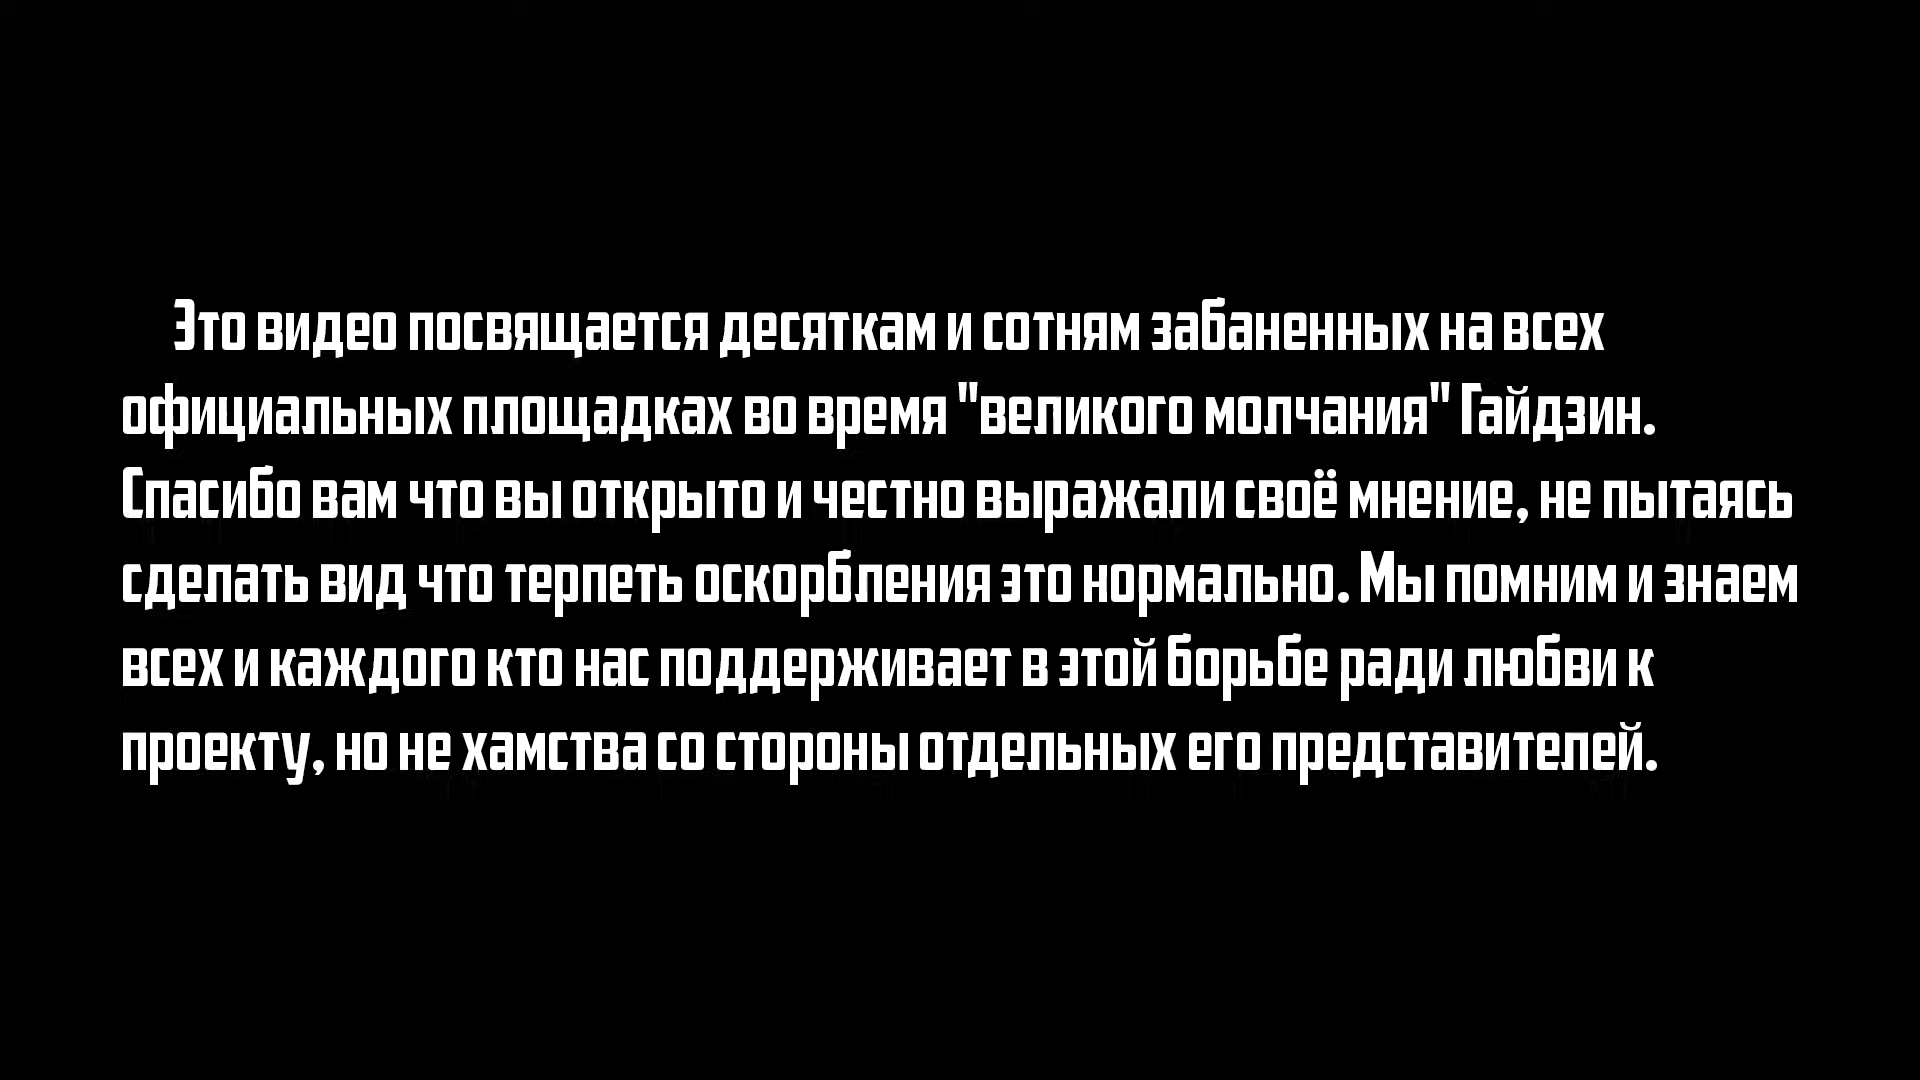 Это видео посвящается десяткам и сотням забаненных на всех
официальных площадках во время "великого молчания" Гайдзин.
Спасибо вам что вы открыто и честно выражали своё мнение, не пытаясь
сделать вид что терпеть оскорбления это нормально. Мы помним и знаем
всех и каждого кто нас поддерживает в этой борьбе ради любви к
проекту, но не хамства со стороны отдельных его представителей.